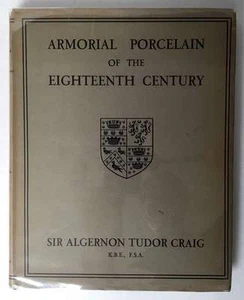 ARMORIAL PORCELAIN
OF THE
EIGHTEENTH CENTURY
SIR ALGERNON TUDOR CRAIG
K.B.E., F.S.A.